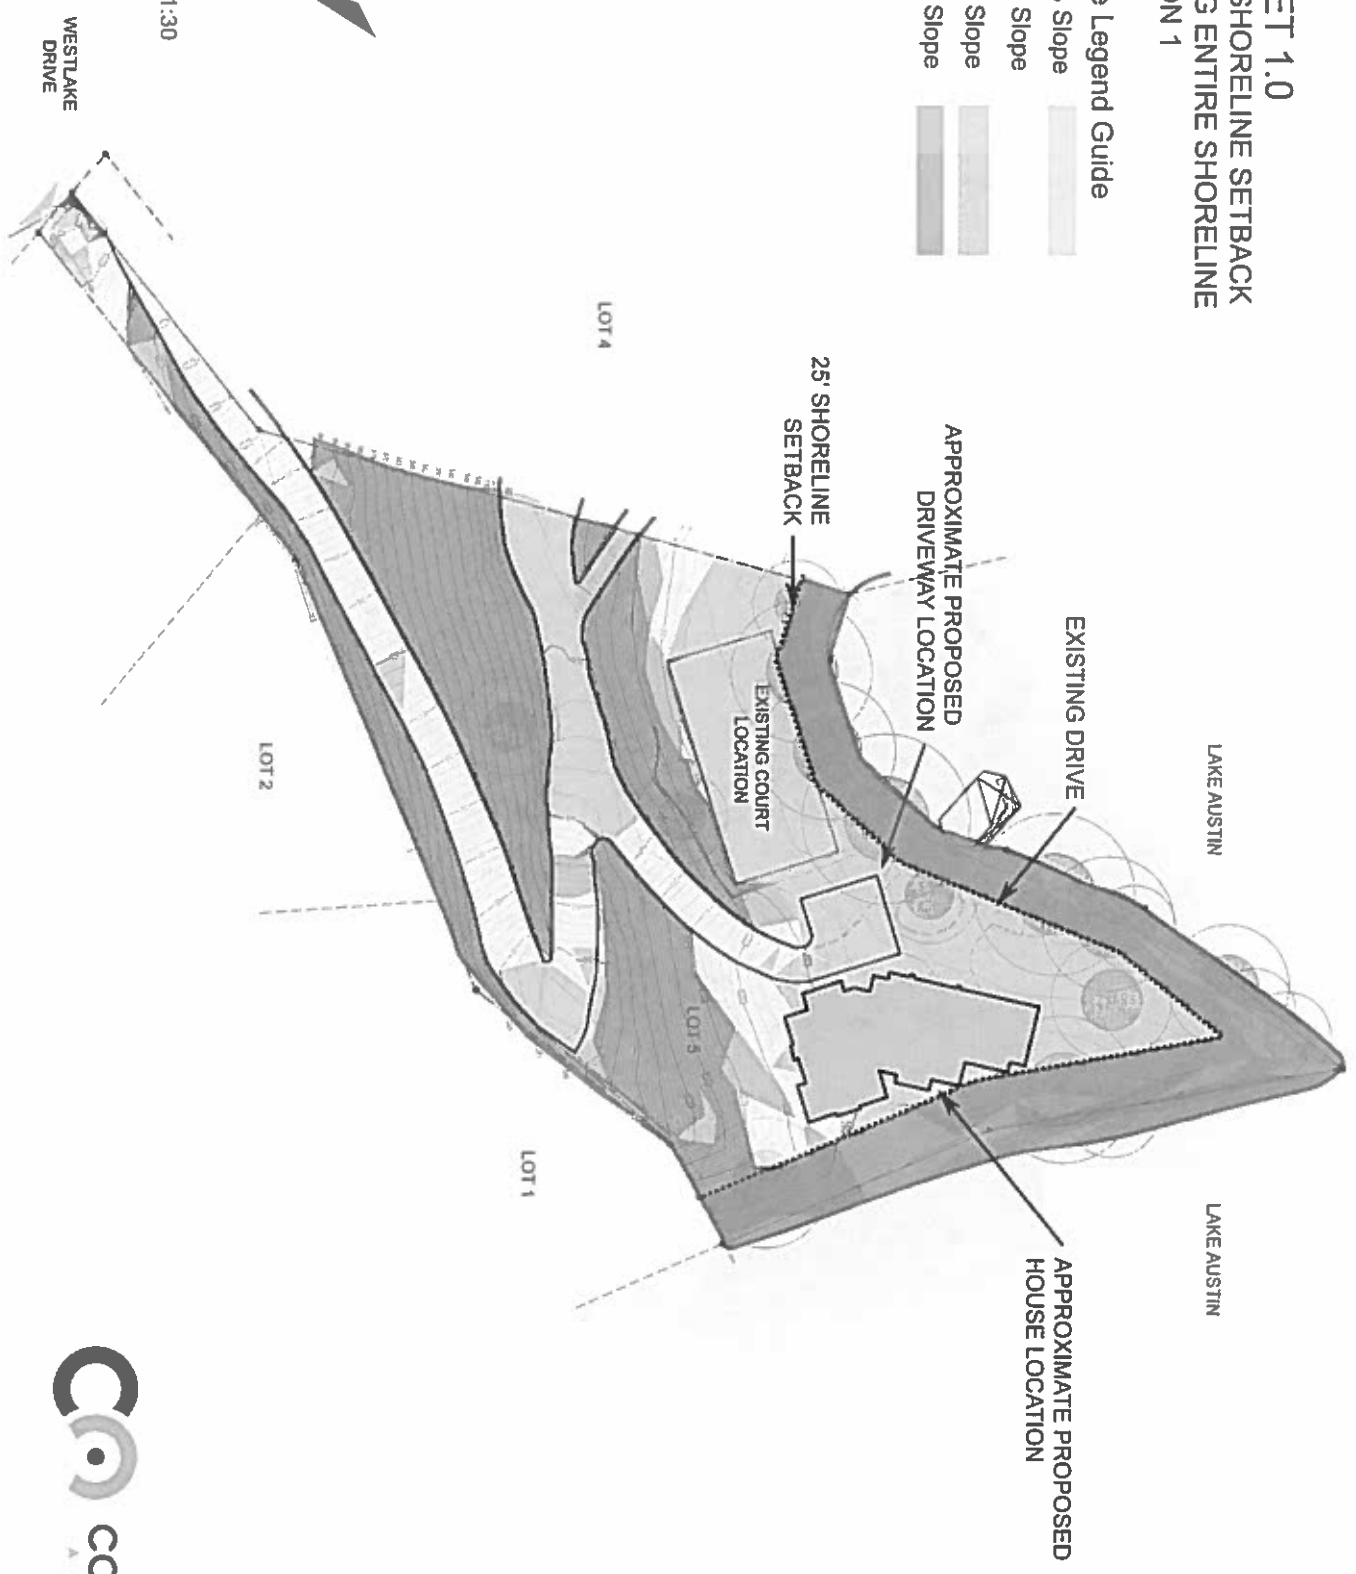 ET 1.0
SHORELINE SETBACK
G ENTIRE SHORELINE
ON 1
e Legend Guide
Slope
Slope
Slope
Slope
1:30
WESTLAKE
DRIVE
LOT 4
25' SHORELINE
SETBACK
APPROXIMATE PROPOSED
DRIVEWAY LOCATION
EXISTING DRIVE
LAKE AUSTIN
EXISTING COURT
LOCATION
LOT 2
LOT 5
LOT 1
LAKE AUSTIN
APPROXIMATE PROPOSED
HOUSE LOCATION
CO